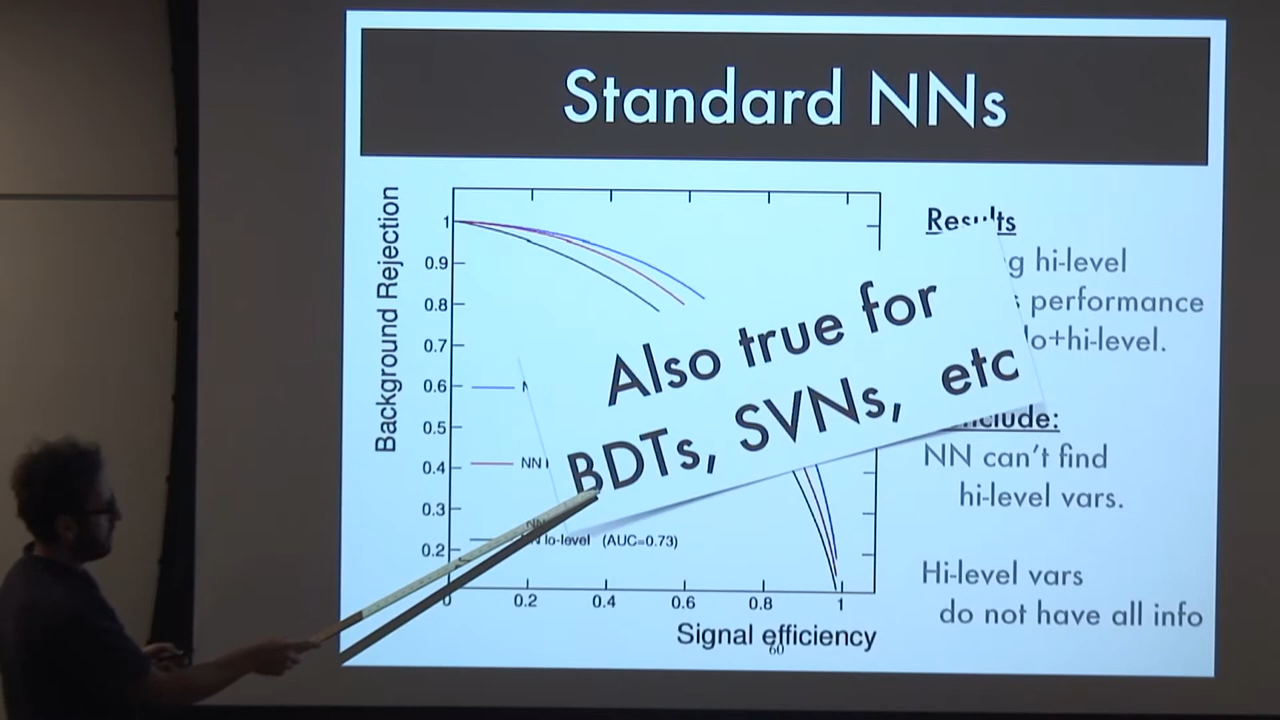 Standard NNs
Background Rejection
1
0.9
0.8
0.7
0.6
0.5
0.4
0.3
0.2
NN
lo-level (AUC=0.73)
0
0.2
0.4
0.6
0.8
1
Signal efficiency
60
Also true for
BDTs, SVNs, etc
hi-level
performance
lo+hi-level.
NN can't find
hi-level vars.
Hi-level vars
do not have all info